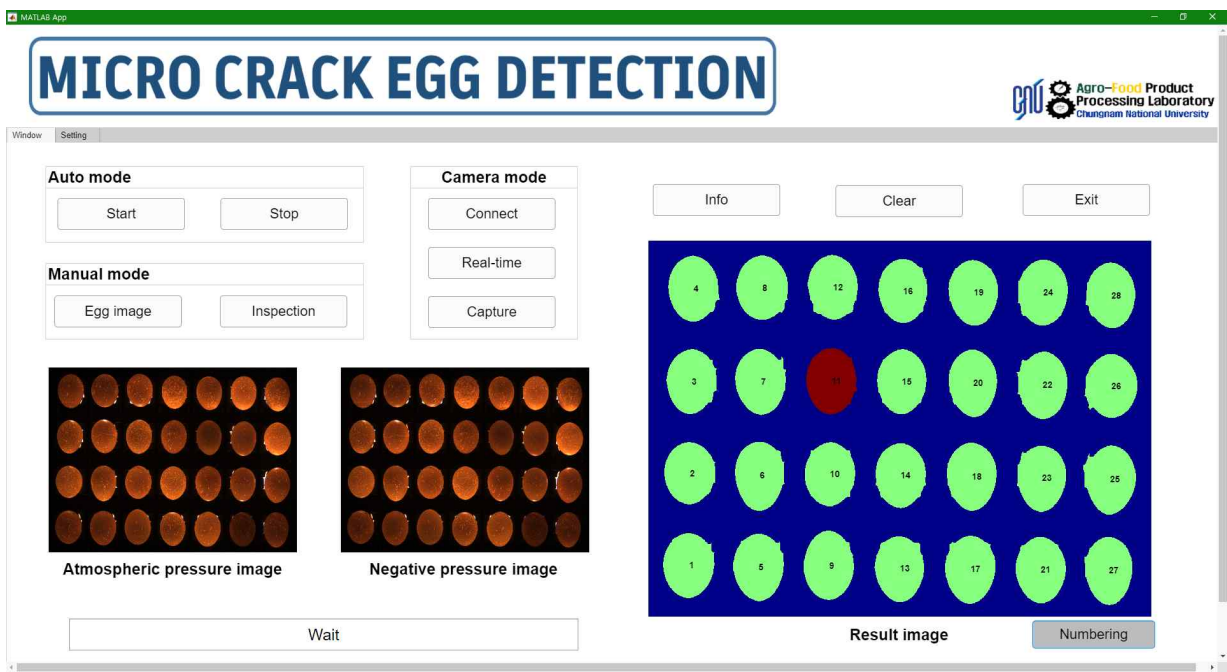 MATLAB App
MICRO CRACK EGG DETECTION
CNU
Agro-Food Product
Processing Laboratory
Chungnam National University
Window Setting
Auto mode
Start Stop
Manual mode
Egg image Inspection
Camera mode
Connect
Real-time
Capture
Info Clear Exit
4 8 12 16 19 24 28
3 7 11 15 20 22 26
2 6 10 14 18 23 25
1 5 9 13 17 21 27
Atmospheric pressure image
Negative pressure image
Wait
Result image
Numbering